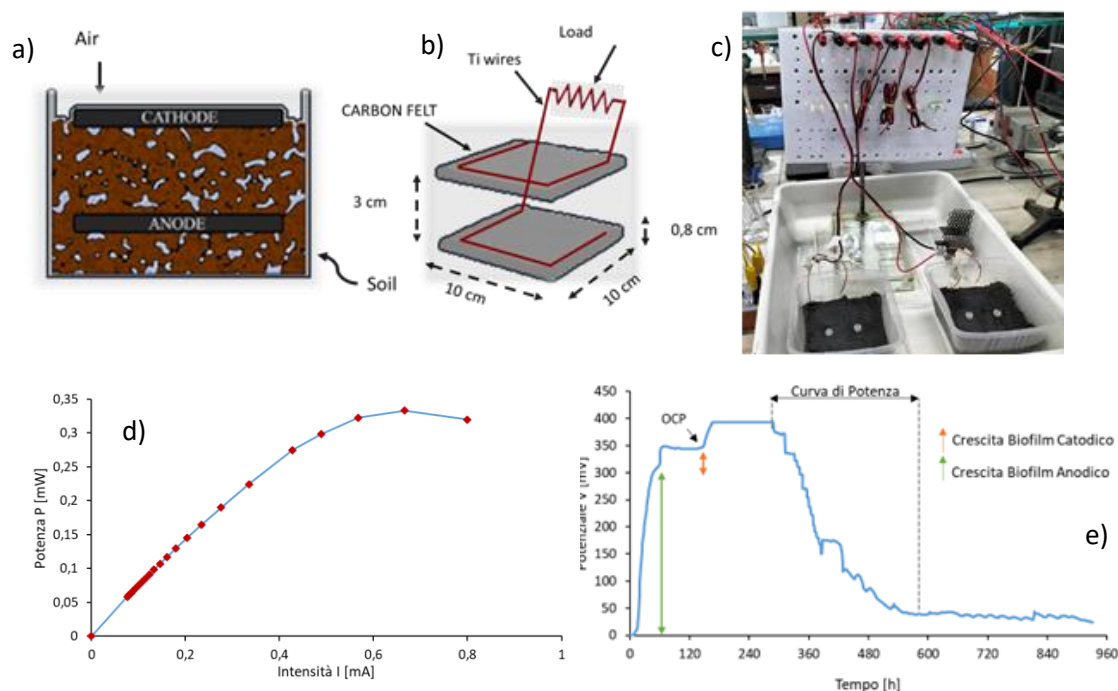 a)
Air
CATHODE
ANODE
Soil
b)
Load
Ti wires
CARBON FELT
3 cm
0,8 cm
10 cm
10 cm
c)
d)
Potenza P [mW]
0,35
0,3
0,25
0,2
0,15
0,1
0,05
0
0 0,2 0,4 0,6 0,8 1
Intensità I [mA]
e)
Potenziale V [mV]
450
400
350
300
250
200
150
100
50
0
0 120 240 360 480 600 720 840 960
Tempo [h]
OCP
Curva di Potenza
Crescita Biofilm Catodico
Crescita Biofilm Anodico